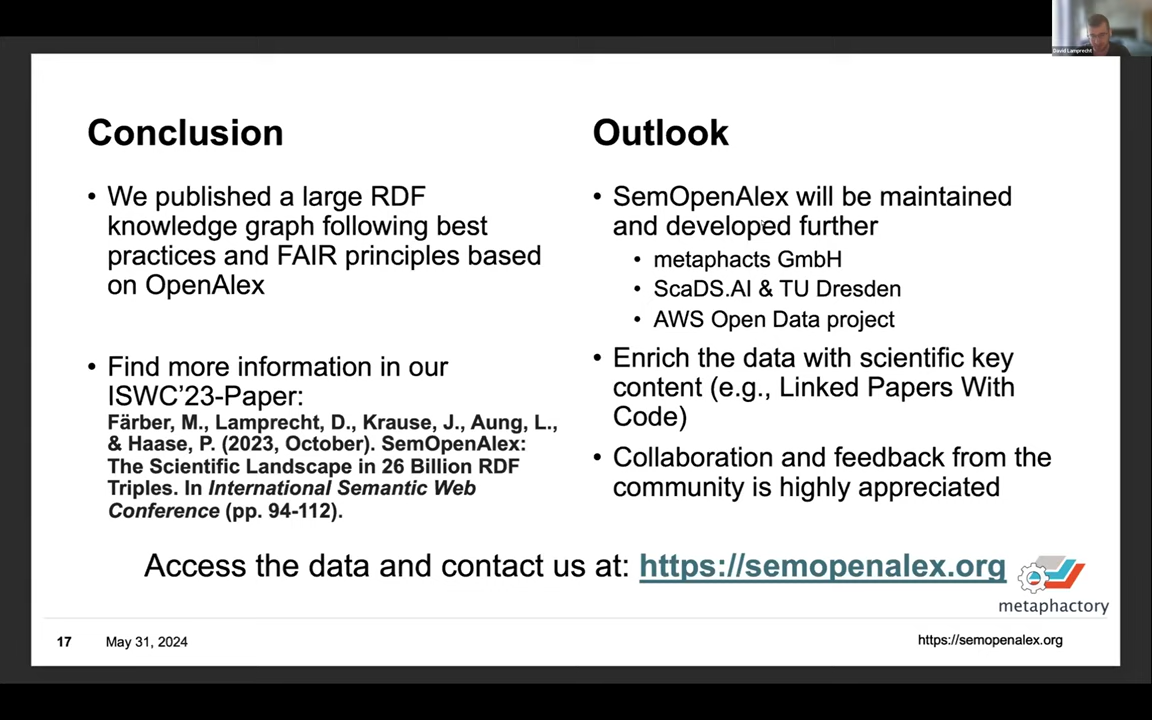 David Lamprecht
Conclusion
• We published a large RDF
knowledge graph following best
practices and FAIR principles based
on OpenAlex
• Find more information in our
ISWC’23-Paper:
Färber, M., Lamprecht, D., Krause, J., Aung, L.,
& Haase, P. (2023, October). SemOpenAlex:
The Scientific Landscape in 26 Billion RDF
Triples. In International Semantic Web
Conference (pp. 94-112).
Outlook
• SemOpenAlex will be maintained
and developed further
• metaphacts GmbH
• ScaDS.AI & TU Dresden
• AWS Open Data project
• Enrich the data with scientific key
content (e.g., Linked Papers With
Code)
• Collaboration and feedback from the
community is highly appreciated
Access the data and contact us at: https://semopenalex.org
metaphactory
17 May 31, 2024 https://semopenalex.org